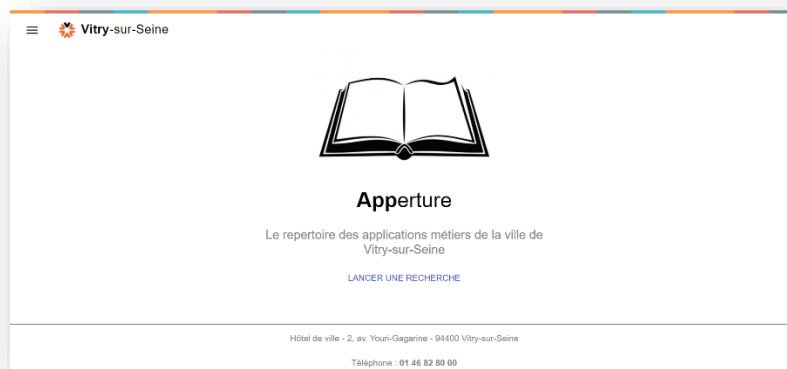 Vitry-sur-Seine
Apperture
Le repertoire des applications métiers de la ville de
Vitry-sur-Seine
LANCER UNE RECHERCHE
Hôtel de ville - 2, av. Youri-Gagarine - 94400 Vitry-sur-Seine
Téléphone : 01 46 82 80 00